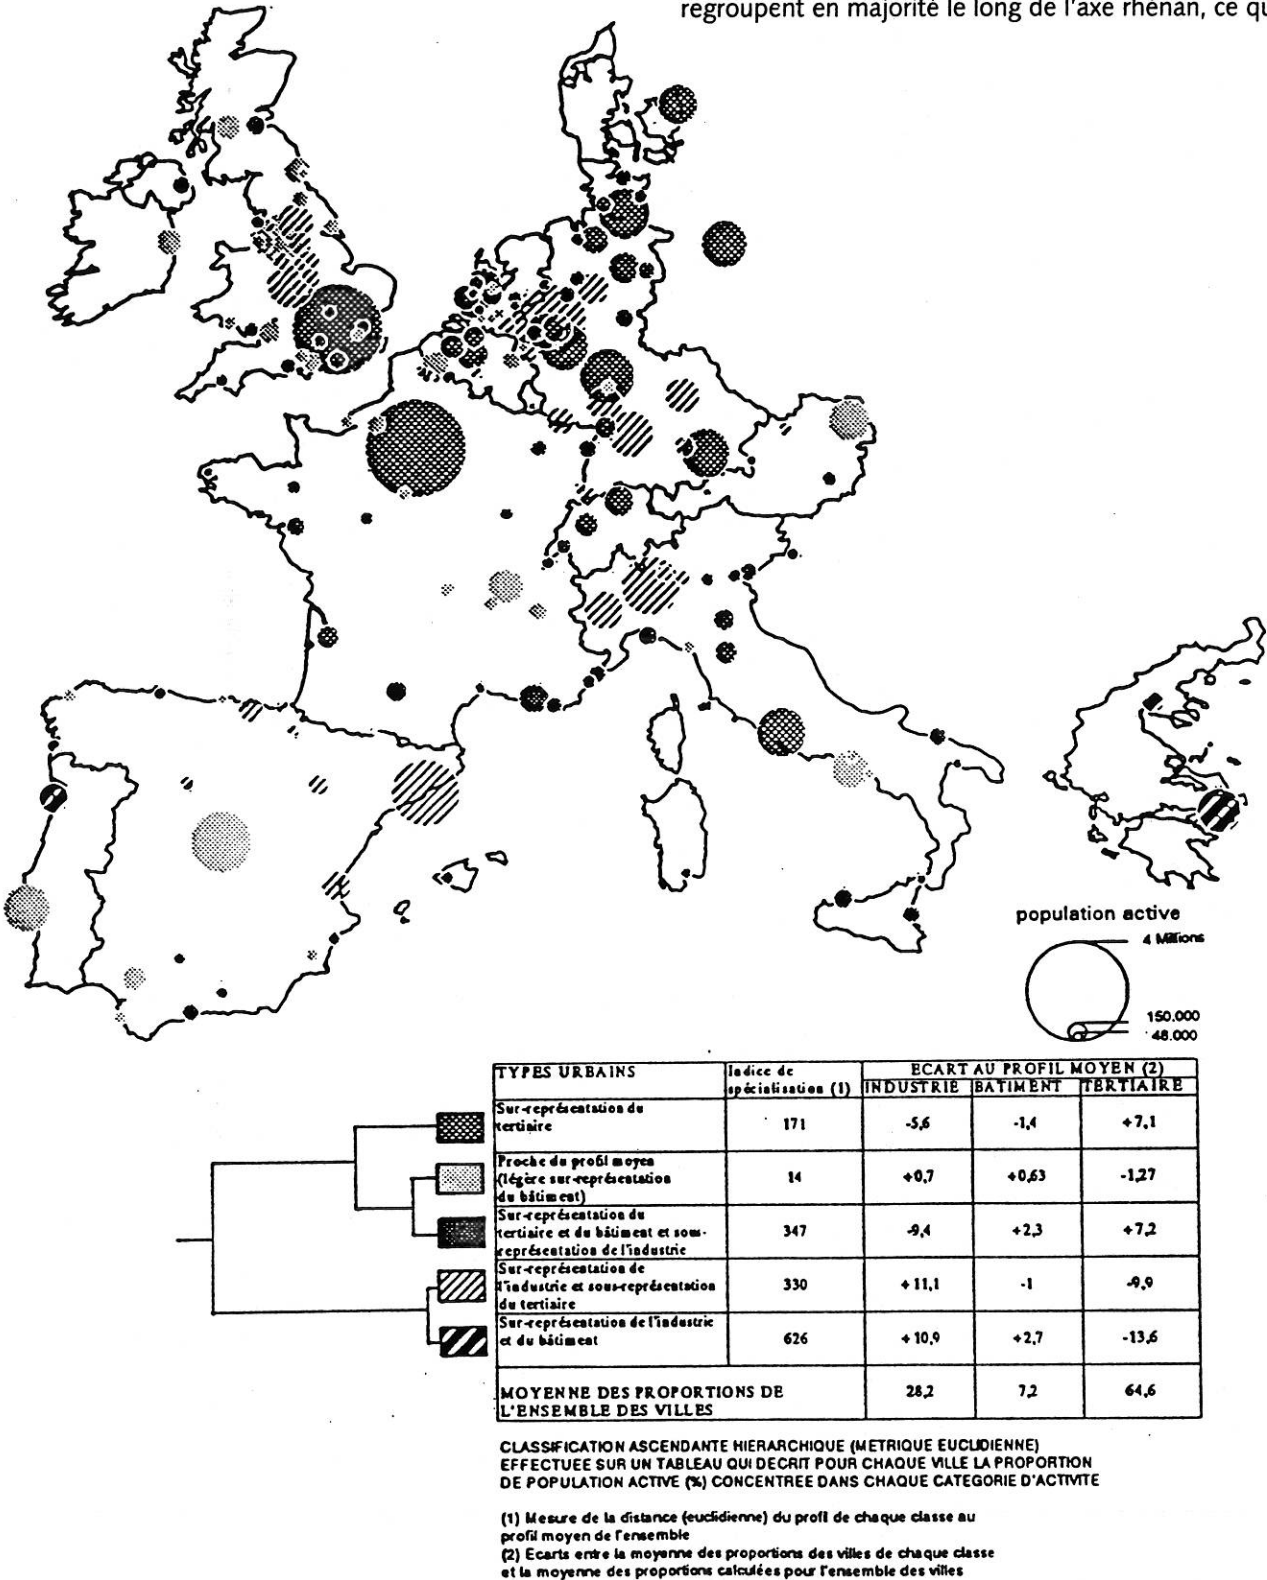 regroupent en majorité le long de l'axe rhénan, ce qu
population active
4 Millions
150.000
48.000
TYPES URBAINS
Indice de
spécialisation (1)
ECART AU PROFIL MOYEN (2)
INDUSTRIE BATIMENT TERTIAIRE
Sur-représentation du
tertiaire
171 -5,6 -1,4 +7,1
Proche du profil moyen
(légère sur-représentation
du bâtiment)
14 +0,7 +0,63 -1,27
Sur-représentation du
tertiaire et du bâtiment et sous-
représentation de l'industrie
347 -9,4 +2,3 +7,2
Sur-représentation de
l'industrie et sous-représentation
du tertiaire
330 +11,1 -1 -9,9
Sur-représentation de l'industrie
et du bâtiment
626 +10,9 +2,7 -13,6
MOYENNE DES PROPORTIONS DE
L'ENSEMBLE DES VILLES
28,2 7,2 64,6
CLASSIFICATION ASCENDANTE HIERARCHIQUE (METRIQUE EUCLIDIENNE)
EFFECTUEE SUR UN TABLEAU QUI DECRIT POUR CHAQUE VILLE LA PROPORTION
DE POPULATION ACTIVE (%) CONCENTREE DANS CHAQUE CATEGORIE D'ACTIVITE
(1) Mesure de la distance (euclidienne) du profil de chaque classe au
profil moyen de l'ensemble
(2) Ecarts entre la moyenne des proportions des villes de chaque classe
et la moyenne des proportions calculées pour l'ensemble des villes